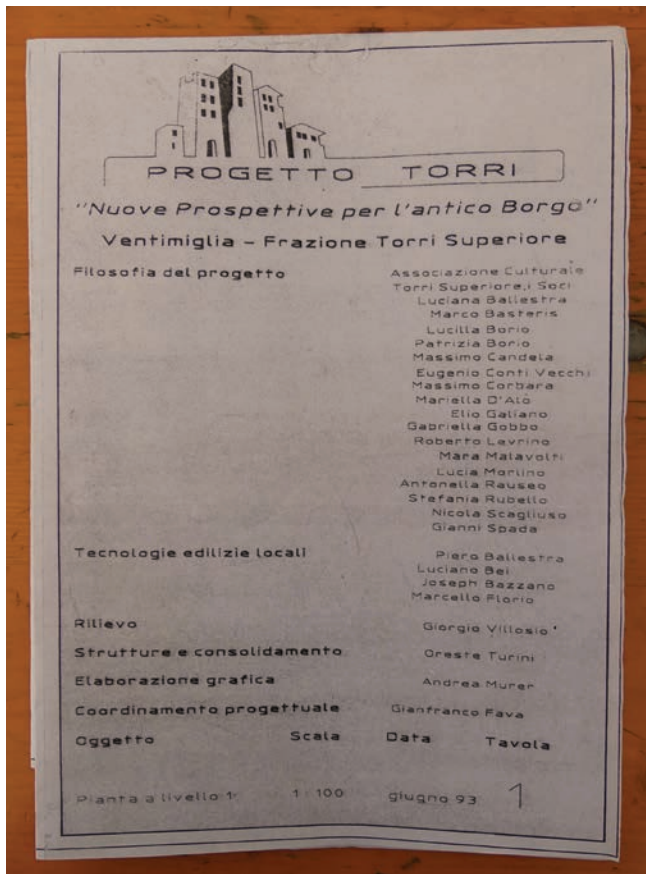 PROGETTO TORRI
"Nuove Prospettive per l'antico Borgo"
Ventimiglia - Frazione Torri Superiore
Filosofia del progetto Associazione Culturale
Torri Superiore,i Soci
Luciana Ballestra
Marco Basteris
Lucilla Borio
Patrizia Borio
Massimo Candela
Eugenio Conti Vecchi
Massimo Corbara
Mariella D'Alò
Elio Galiano
Gabriella Gobbo
Roberto Levrino
Mara Malavolti
Lucia Martino
Antonella Rauseo
Stefania Rubello
Nicola Scagliuso
Gianni Spada
Tecnologie edilizie locali Piero Ballestra
Luciano Bei
Joseph Bazzano
Marcello Florio
Rilievo Giorgio Villosio
Strutture e consolidamento Oreste Turini
Elaborazione grafica Andrea Murer
Coordinamento progettuale Gianfranco Fava
Oggetto Scala Data Tavola
Pianta a livello 1 1:100 giugno 93 1